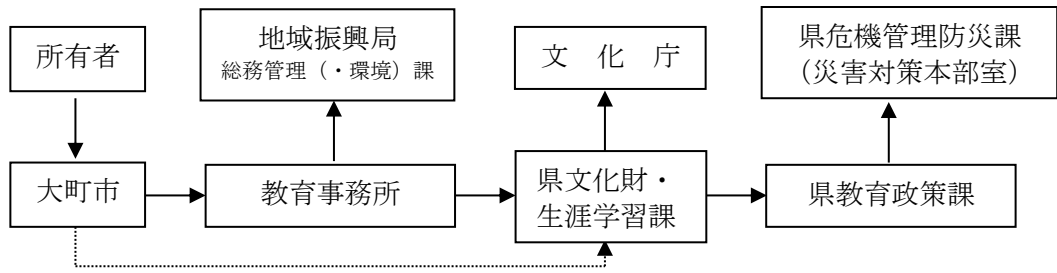 所有者
地域振興局
総務管理（・環境）課
文　化　庁
県危機管理防災課
（災害対策本部室）
大町市
教育事務所
県文化財・
生涯学習課
県教育政策課